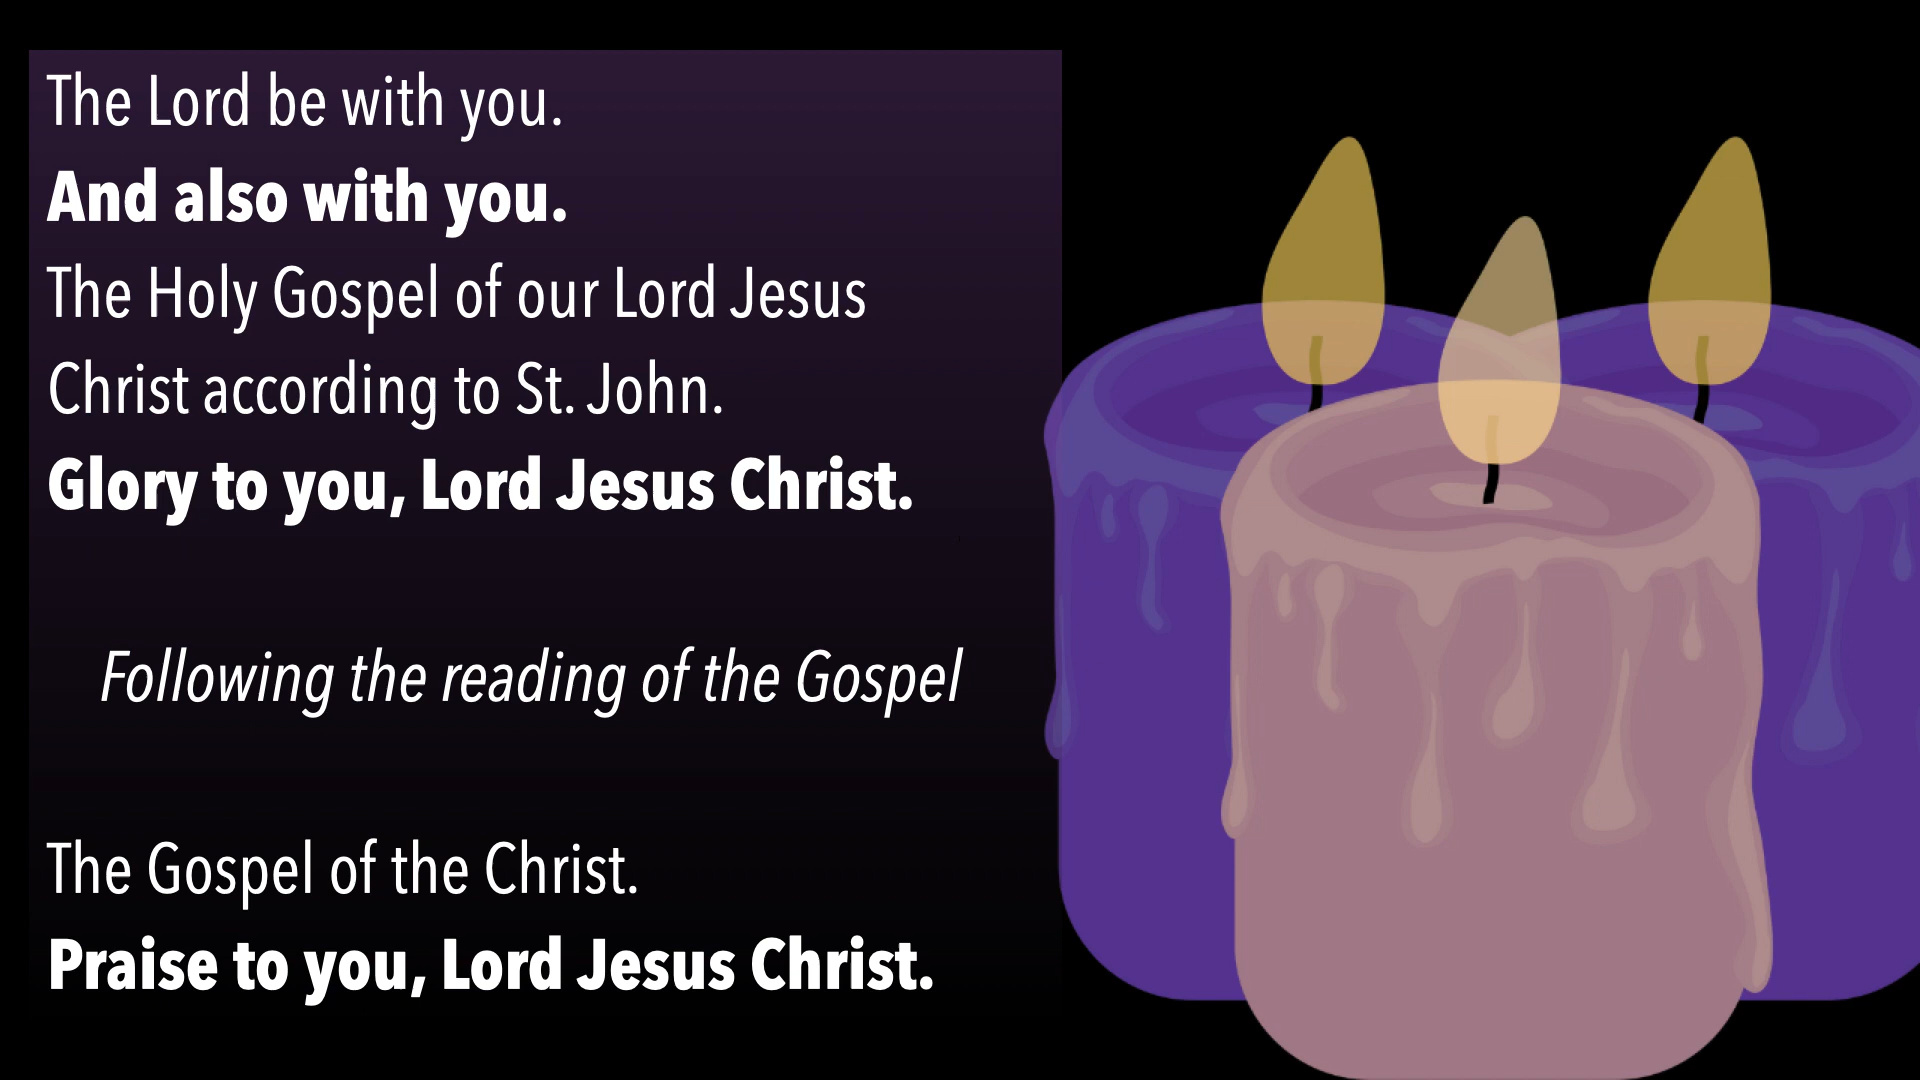 The Lord be with you.
And also with you.
The Holy Gospel of our Lord Jesus
Christ according to St. John.
Glory to you, Lord Jesus Christ.
Following the reading of the Gospel
The Gospel of the Christ.
Praise to you, Lord Jesus Christ.